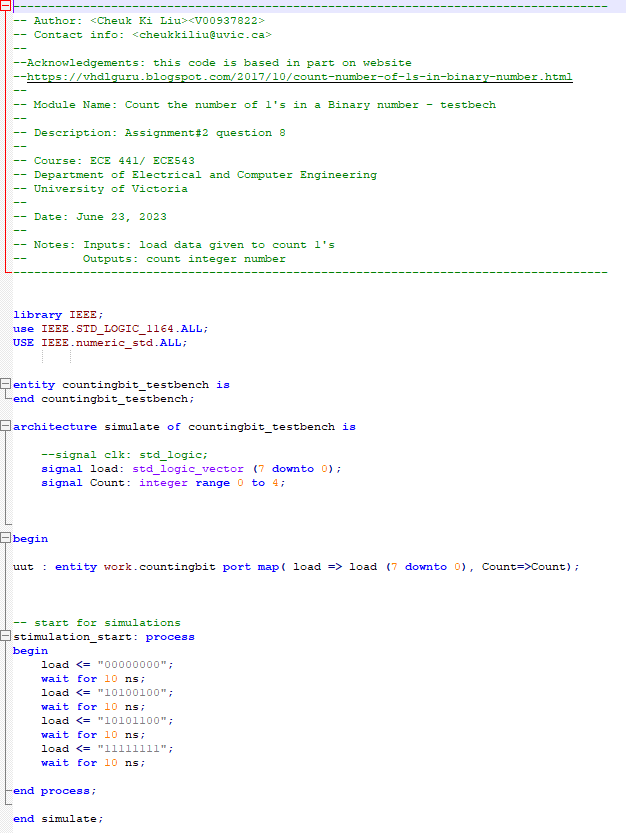 --------------------------------------------------------------------------------------
-- Author: <Cheuk Ki Liu><V00937822>
-- Contact info: <cheukkiliu@uvic.ca>
--
--Acknowledgements: this code is based in part on website
--https://vhdlguru.blogspot.com/2017/10/count-number-of-1s-in-binary-number.html
--
-- Module Name: Count the number of 1's in a Binary number - testbech
--
-- Description: Assignment#2 question 8
--
-- Course: ECE 441/ ECE543
-- Department of Electrical and Computer Engineering
-- University of Victoria
--
-- Date: June 23, 2023
--
-- Notes: Inputs: load data given to count 1's
--        Outputs: count integer number
--------------------------------------------------------------------------------------
library IEEE;
use IEEE.STD_LOGIC_1164.ALL;
USE IEEE.numeric_std.ALL;
entity countingbit_testbench is
end countingbit_testbench;
architecture simulate of countingbit_testbench is
    --signal clk: std_logic;
    signal load: std_logic_vector (7 downto 0);
    signal Count: integer range 0 to 4;
begin
uut : entity work.countingbit port map( load => load (7 downto 0), Count=>Count);
-- start for simulations
stimulation_start: process
begin
    load <= "00000000";
    wait for 10 ns;
    load <= "10100100";
    wait for 10 ns;
    load <= "10101100";
    wait for 10 ns;
    load <= "11111111";
    wait for 10 ns;
end process;
end simulate;